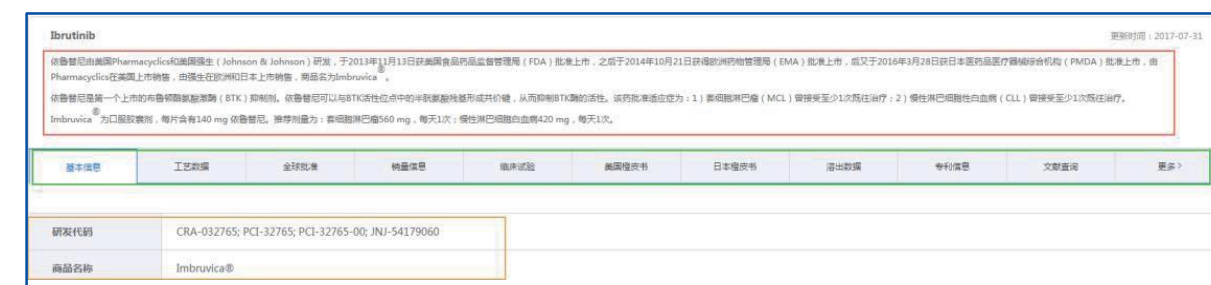 Ibrutinib
更新时间：2017-07-31
依鲁替尼由美国Pharmacyclics和美国强生（Johnson & Johnson）研发，于2013年11月13日获美国食品药品监督管理局（FDA）批准上市，之后于2014年10月21日获得欧洲药物管理局（EMA）批准上市，后又于2016年3月28日获日本医药品医疗器械综合机构（PMDA）批准上市，由
Pharmacyclics在美国上市销售，由强生在欧洲和日本上市销售，商品名为Imbruvica®。
依鲁替尼是第一个上市的布鲁顿酪氨酸激酶（BTK）抑制剂。依鲁替尼可以与BTK活性位点中的半胱氨酸残基形成共价键，从而抑制BTK酶的活性。该药批准适应症为：1）套细胞淋巴瘤（MCL）曾接受至少1次既往治疗；2）慢性淋巴细胞性白血病（CLL）曾接受至少1次既往治疗。
Imbruvica®为口服胶囊剂，每片含有140 mg 依鲁替尼。推荐剂量为：套细胞淋巴瘤560 mg，每天1次；慢性淋巴细胞白血病420 mg，每天1次。
基本信息 工艺数据 全球批准 销量信息 临床试验 美国橙皮书 日本橙皮书 溶出数据 专利信息 文献查询 更多>
研发代码 CRA-032765; PCI-32765; PCI-32765-00; JNJ-54179060
商品名称 Imbruvica®